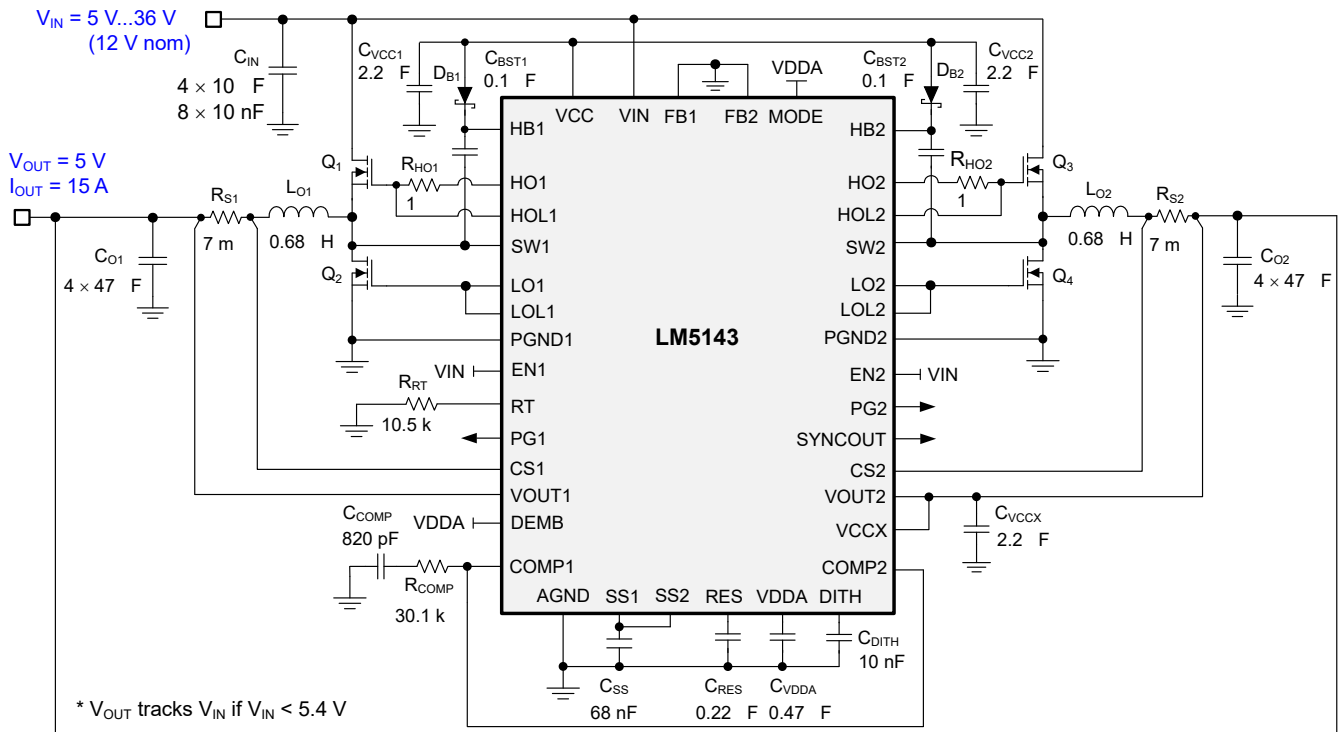 V_IN = 5 V...36 V
(12 V nom)
C_IN
4 × 10 F
8 × 10 nF
C_VCC1
2.2 F
D_B1
C_BST1
0.1 F
VDDA
C_BST2
0.1 F
D_B2
C_VCC2
2.2 F
VCC
VIN
FB1
FB2
MODE
V_OUT = 5 V
I_OUT = 15 A
R_S1
7 m
L_O1
0.68 H
C_O1
4 × 47 F
Q_1
Q_2
R_HO1
1
HB1
HO1
HOL1
SW1
LO1
LOL1
PGND1
VIN
EN1
R_RT
10.5 k
RT
PG1
CS1
VOUT1
VDDA
DEMB
C_COMP
820 pF
R_COMP
30.1 k
COMP1
LM5143
HB2
HO2
HOL2
SW2
LO2
LOL2
PGND2
EN2
VIN
PG2
SYNCOUT
CS2
VOUT2
VCCX
COMP2
R_HO2
1
Q_3
Q_4
L_O2
0.68 H
R_S2
7 m
C_O2
4 × 47 F
C_VCCX
2.2 F
AGND
SS1
SS2
RES
VDDA
DITH
C_DITH
10 nF
C_SS
68 nF
C_RES
0.22 F
C_VDDA
0.47 F
* V_OUT tracks V_IN if V_IN < 5.4 V